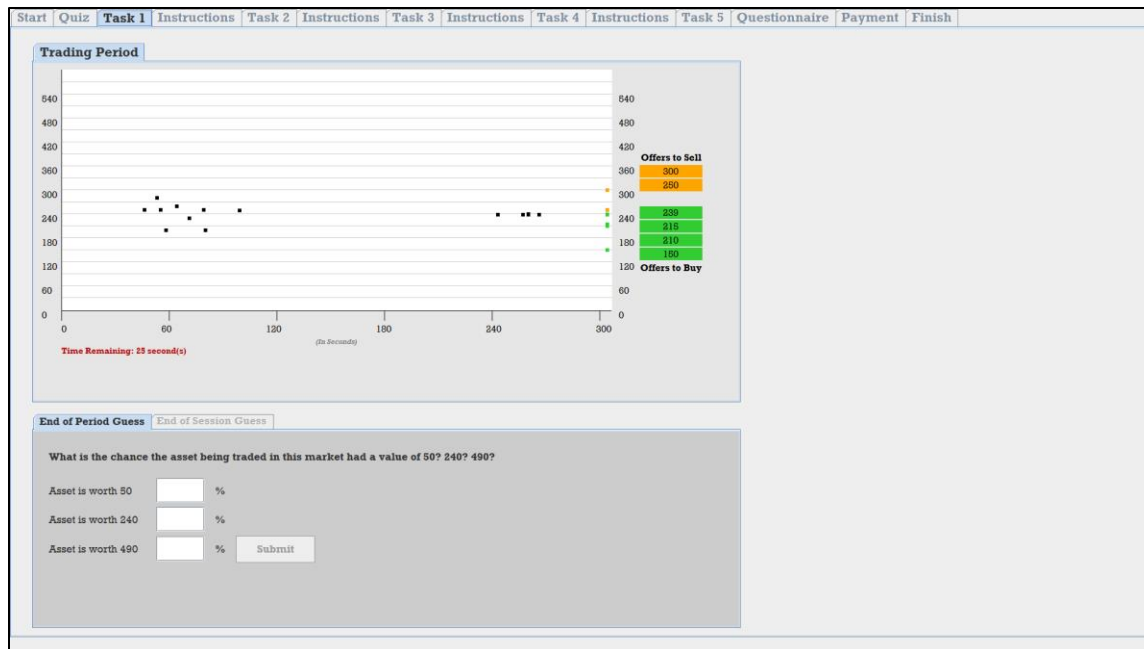 Start Quiz Task 1 Instructions Task 2 Instructions Task 3 Instructions Task 4 Instructions Task 5 Questionnaire Payment Finish
Trading Period
540 540
480 480
420 420
Offers to Sell
360 360 300
250
300 300
239
240 240 215
180 180 210
150
120 120 Offers to Buy
60 60
0 0
0 60 120 180 240 300
(In Seconds)
Time Remaining: 25 second(s)
End of Period Guess End of Session Guess
What is the chance the asset being traded in this market had a value of 50? 240? 490?
Asset is worth 50 %
Asset is worth 240 %
Asset is worth 490 % Submit